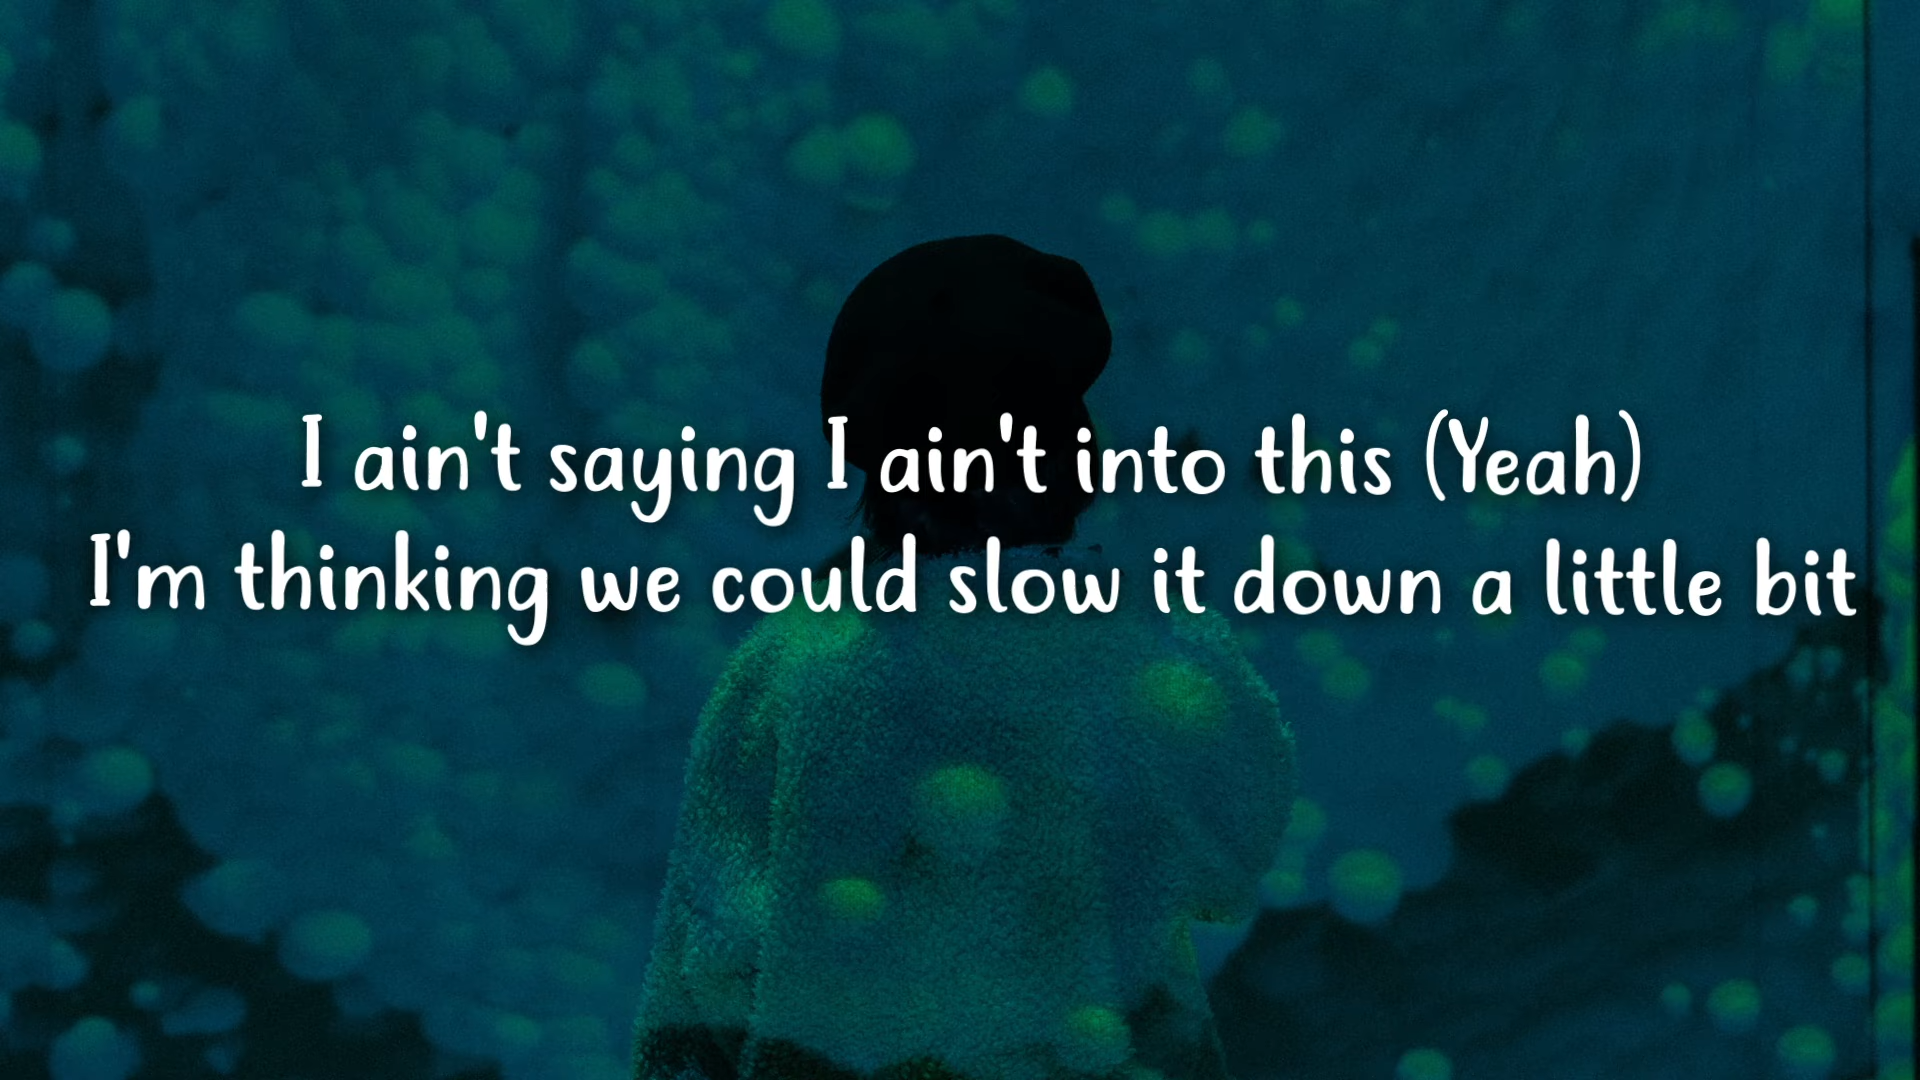 I ain't saying I ain't into this (Yeah)
I'm thinking we could slow it down a little bit